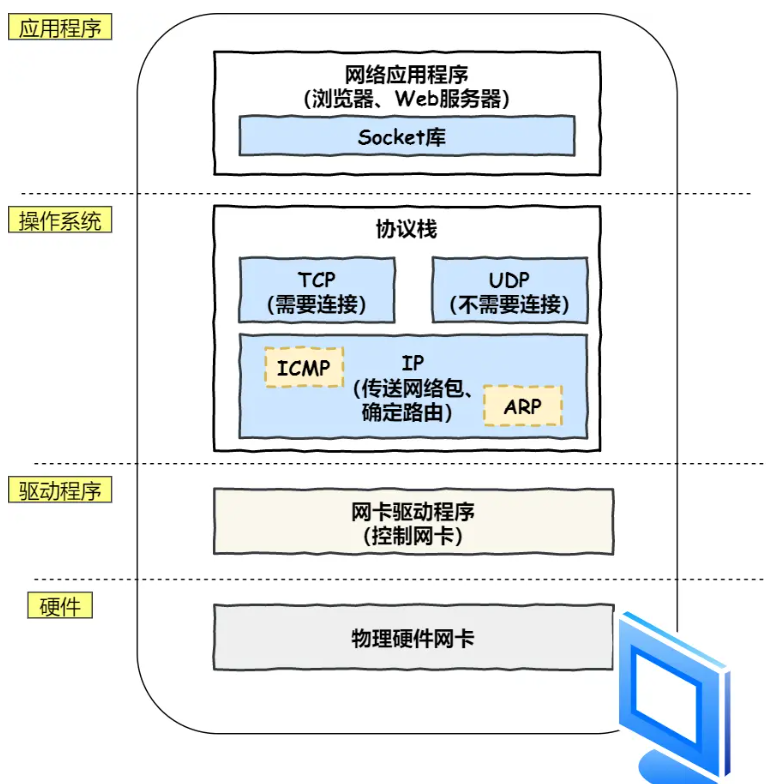 应用程序
网络应用程序
(浏览器、Web服务器)
Socket库
操作系统
协议栈
TCP
(需要连接)
UDP
(不需要连接)
ICMP
IP
(传送网络包、
确定路由)
ARP
驱动程序
网卡驱动程序
(控制网卡)
硬件
物理硬件网卡